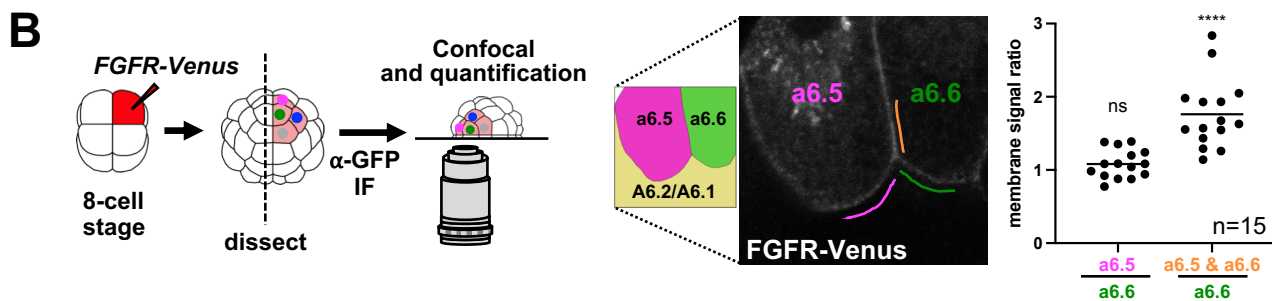 B
FGFR-Venus
8-cell
stage
dissect
α-GFP
IF
Confocal
and quantification
a6.5
a6.6
A6.2/A6.1
a6.5
a6.6
FGFR-Venus
membrane signal ratio
3
2
1
0
ns
****
n=15
a6.5
a6.6
a6.5 & a6.6
a6.6